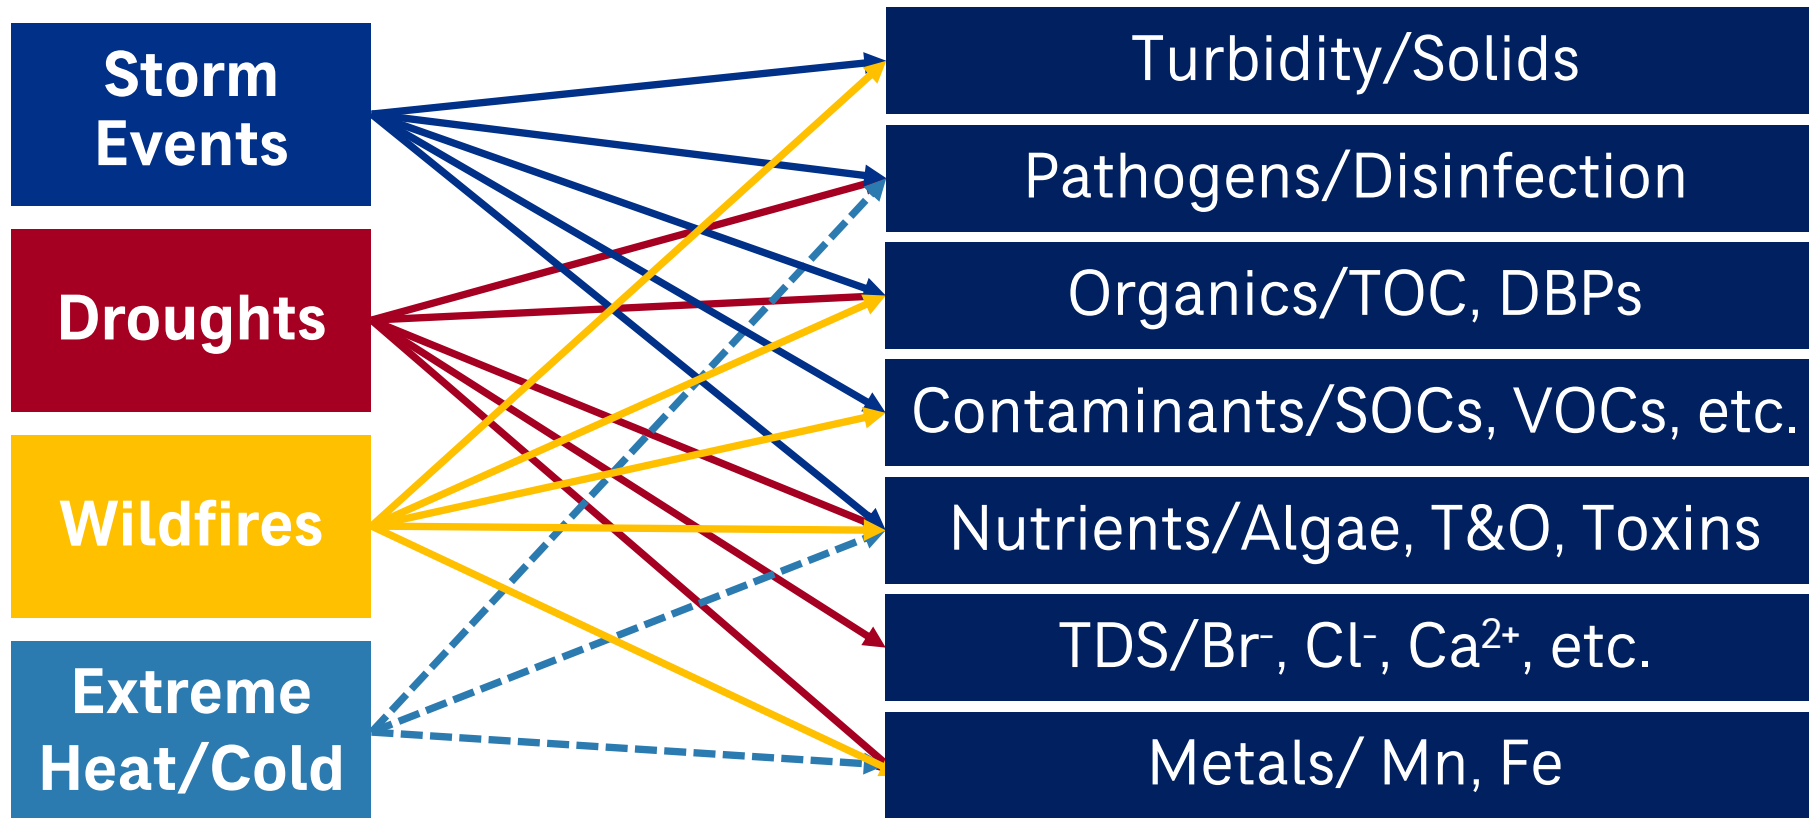 Storm
Events
Droughts
Wildfires
Extreme
Heat/Cold
Turbidity/Solids
Pathogens/Disinfection
Organics/TOC, DBPs
Contaminants/SOCs, VOCs, etc.
Nutrients/Algae, T&O, Toxins
TDS/Br⁻, Cl⁻, Ca²⁺, etc.
Metals/ Mn, Fe